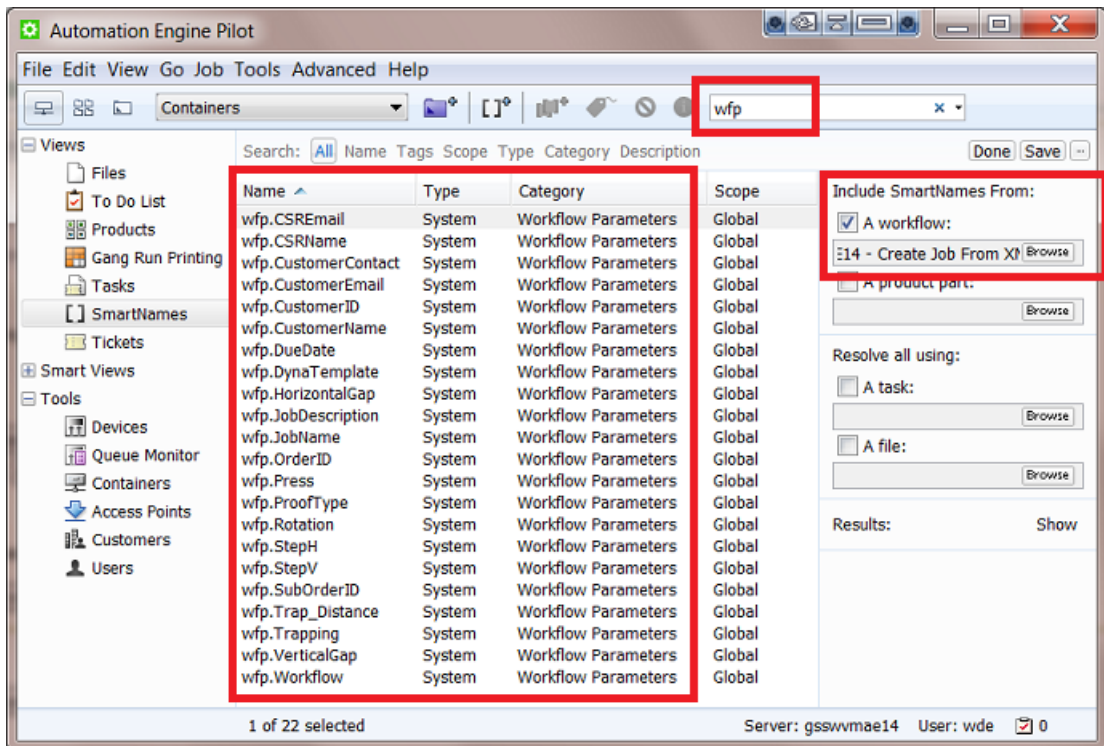 Automation Engine Pilot
File Edit View Go Job Tools Advanced Help
Containers
wfp
Views
Files
To Do List
Products
Gang Run Printing
Tasks
SmartNames
Tickets
Smart Views
Tools
Devices
Queue Monitor
Containers
Access Points
Customers
Users
Search: All Name Tags Scope Type Category Description
Done Save
Name Type Category Scope
wfp.CSREmail System Workflow Parameters Global
wfp.CSRName System Workflow Parameters Global
wfp.CustomerContact System Workflow Parameters Global
wfp.CustomerEmail System Workflow Parameters Global
wfp.CustomerID System Workflow Parameters Global
wfp.CustomerName System Workflow Parameters Global
wfp.DueDate System Workflow Parameters Global
wfp.DynaTemplate System Workflow Parameters Global
wfp.HorizontalGap System Workflow Parameters Global
wfp.JobDescription System Workflow Parameters Global
wfp.JobName System Workflow Parameters Global
wfp.OrderID System Workflow Parameters Global
wfp.Press System Workflow Parameters Global
wfp.ProofType System Workflow Parameters Global
wfp.Rotation System Workflow Parameters Global
wfp.StepH System Workflow Parameters Global
wfp.StepV System Workflow Parameters Global
wfp.SubOrderID System Workflow Parameters Global
wfp.Trap_Distance System Workflow Parameters Global
wfp.Trapping System Workflow Parameters Global
wfp.VerticalGap System Workflow Parameters Global
wfp.Workflow System Workflow Parameters Global
Include SmartNames From:
A workflow:
E14 - Create Job From XM Browse
A product part:
Browse
Resolve all using:
A task:
Browse
A file:
Browse
Results: Show
1 of 22 selected
Server: gsswvmae14 User: wde 0